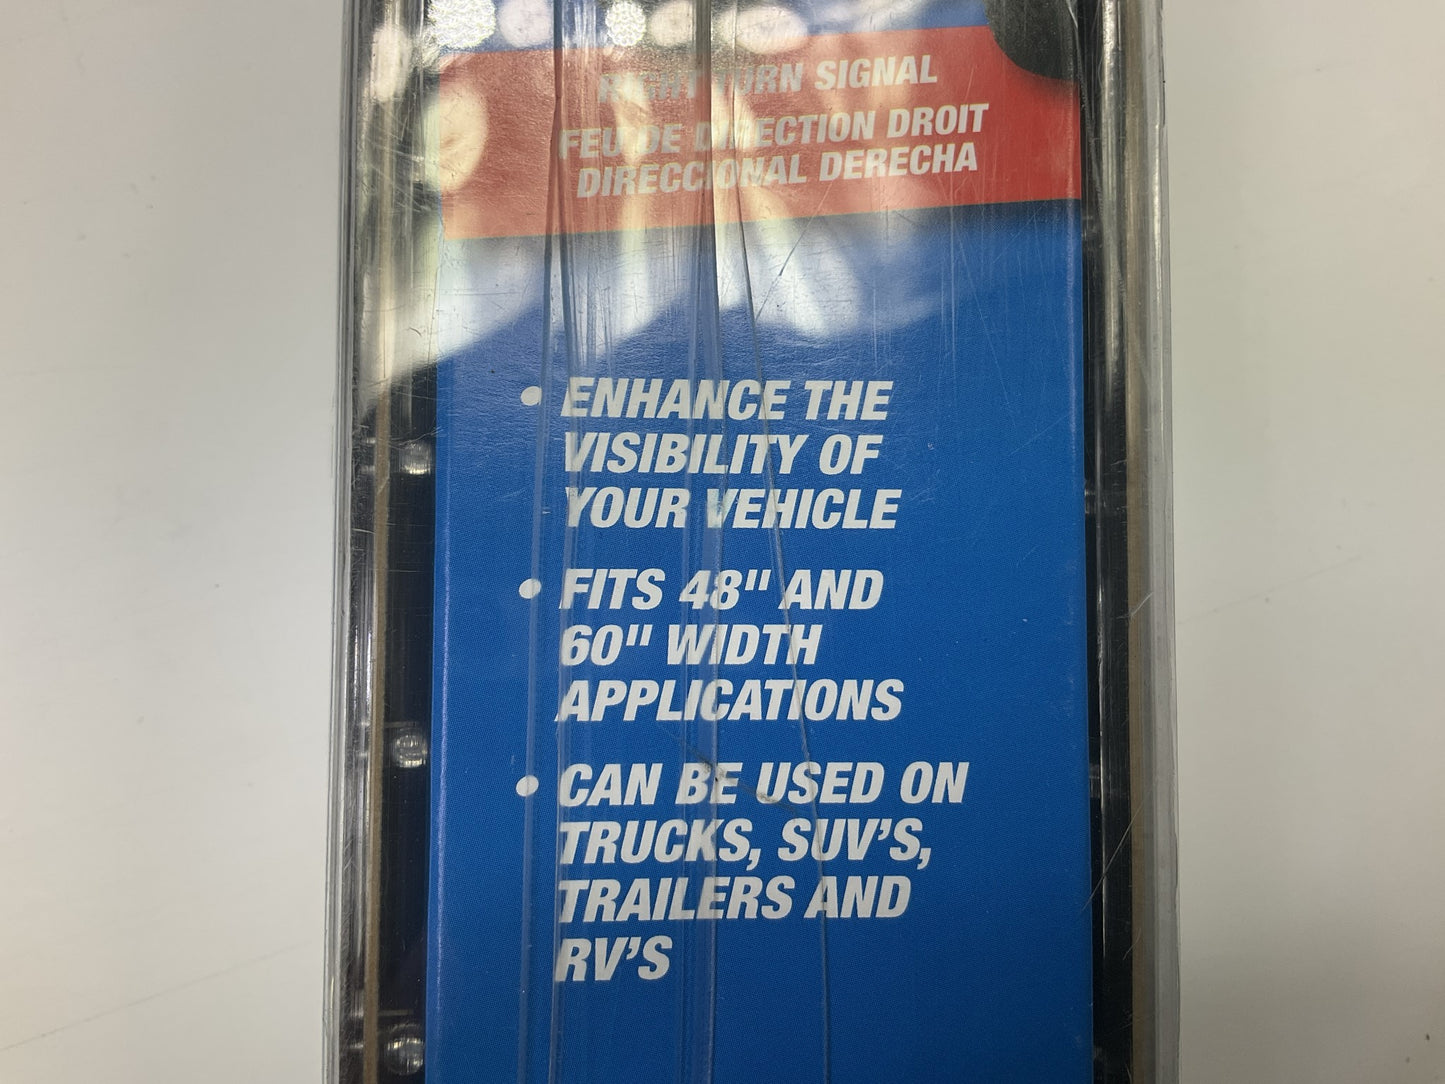 RIGHT TURN SIGNAL
FEU DE DIRECTION DROIT
DIRECCIONAL DERECHA
• ENHANCE THE
VISIBILITY OF
YOUR VEHICLE
• FITS 48" AND
60" WIDTH
APPLICATIONS
• CAN BE USED ON
TRUCKS, SUV'S,
TRAILERS AND
RV'S